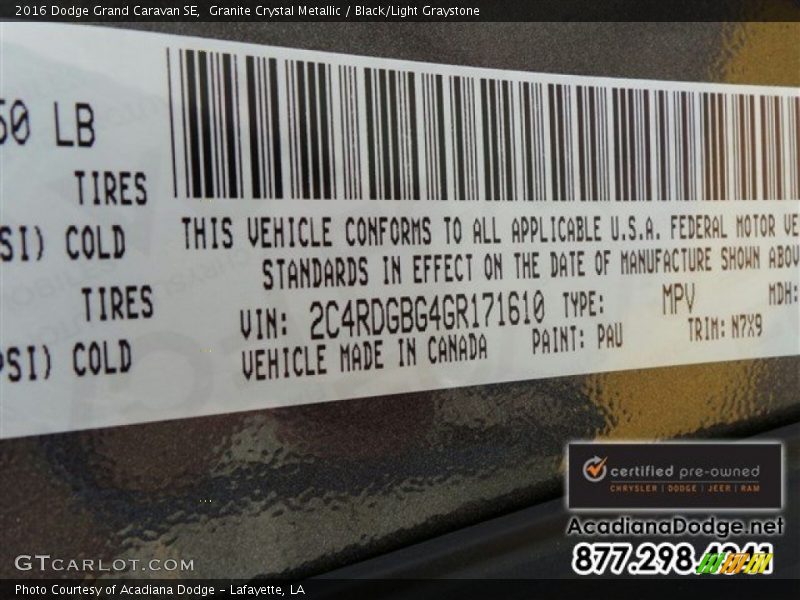 2016 Dodge Grand Caravan SE, Granite Crystal Metallic / Black/Light Graystone
50 LB
TIRES
SI) COLD
TIRES
PSI) COLD
THIS VEHICLE CONFORMS TO ALL APPLICABLE U.S.A. FEDERAL MOTOR VE
STANDARDS IN EFFECT ON THE DATE OF MANUFACTURE SHOWN ABOV
VIN: 2C4RDGBG4GR171610 TYPE: MPV MDH:
VEHICLE MADE IN CANADA PAINT: PAU TRIM: N7X9
certified pre-owned
CHRYSLER | DODGE | JEEP | RAM
AcadianaDodge.net
877.298.4941
GTCARLOT.COM
Photo Courtesy of Acadiana Dodge - Lafayette, LA